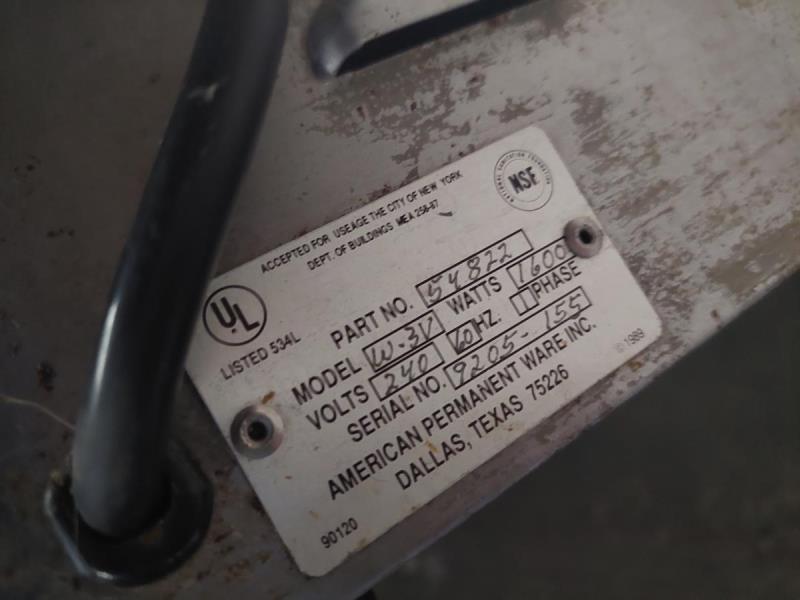 ACCEPTED FOR USEAGE THE CITY OF NEW YORK
DEPT. OF BUILDINGS MEA 258-87
NATIONAL SANITATION FOUNDATION
NSF
UL
LISTED 534L
PART NO. 54822
MODEL W-3V WATTS 1600
VOLTS 240 60 HZ. 1 PHASE
SERIAL NO. 9205-155
AMERICAN PERMANENT WARE INC.
DALLAS, TEXAS 75226
90120
© 1989